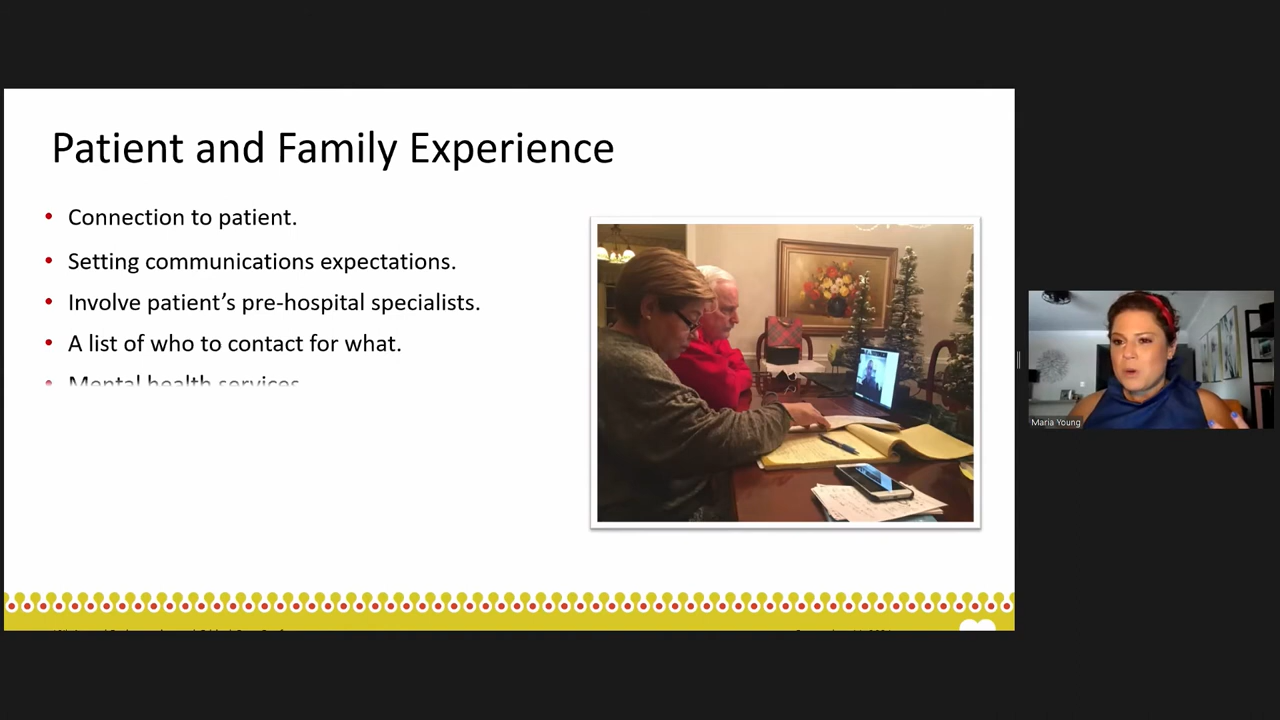 Patient and Family Experience
• Connection to patient.
• Setting communications expectations.
• Involve patient’s pre-hospital specialists.
• A list of who to contact for what.
• Mental health services
Maria Young